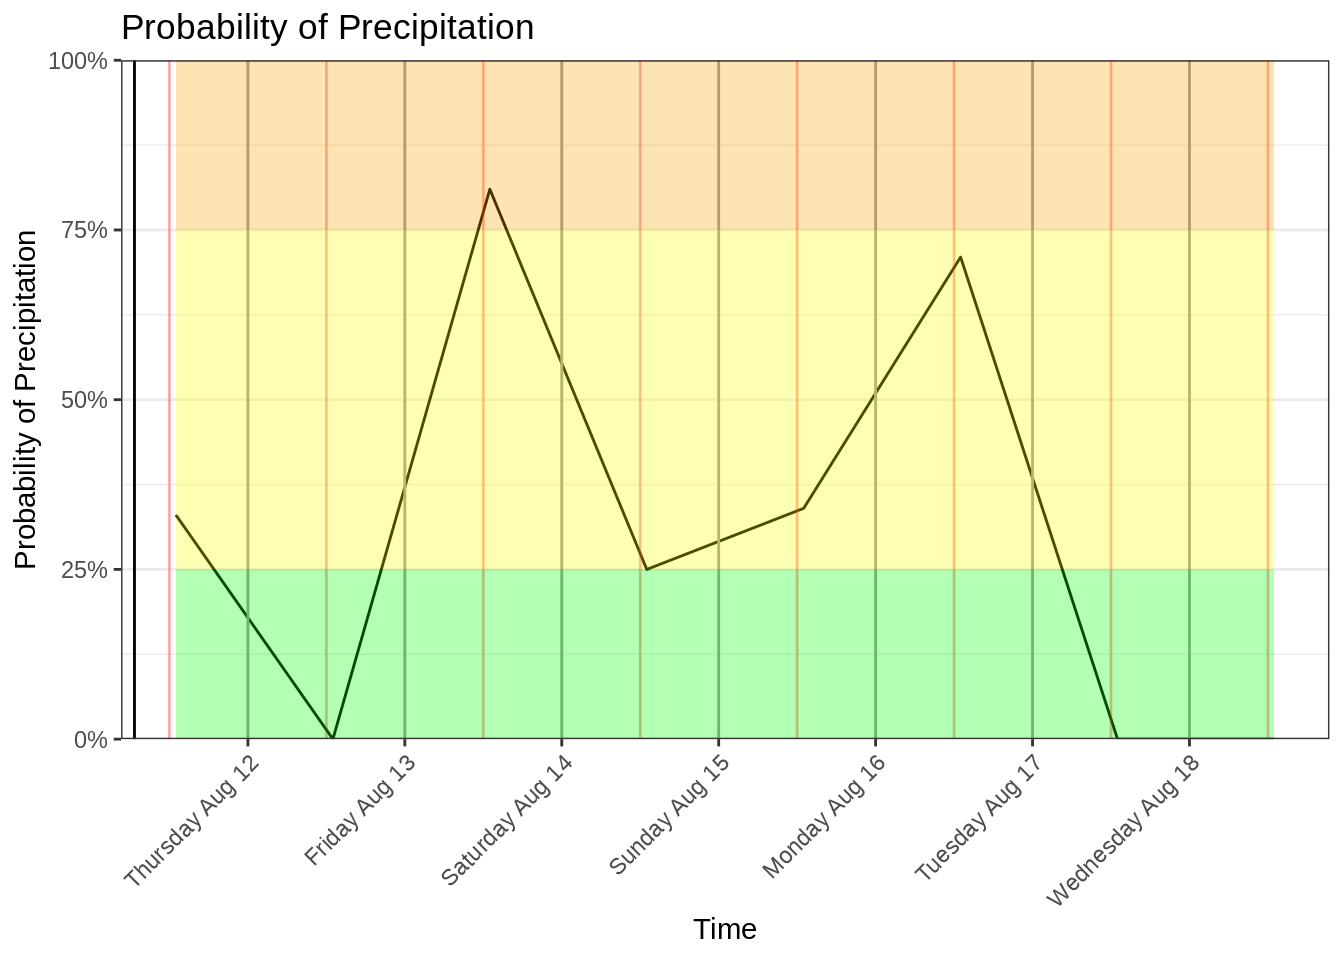 Probability of Precipitation
100%
75%
50%
25%
0%
Probability of Precipitation
Thursday Aug 12
Friday Aug 13
Saturday Aug 14
Sunday Aug 15
Monday Aug 16
Tuesday Aug 17
Wednesday Aug 18
Time